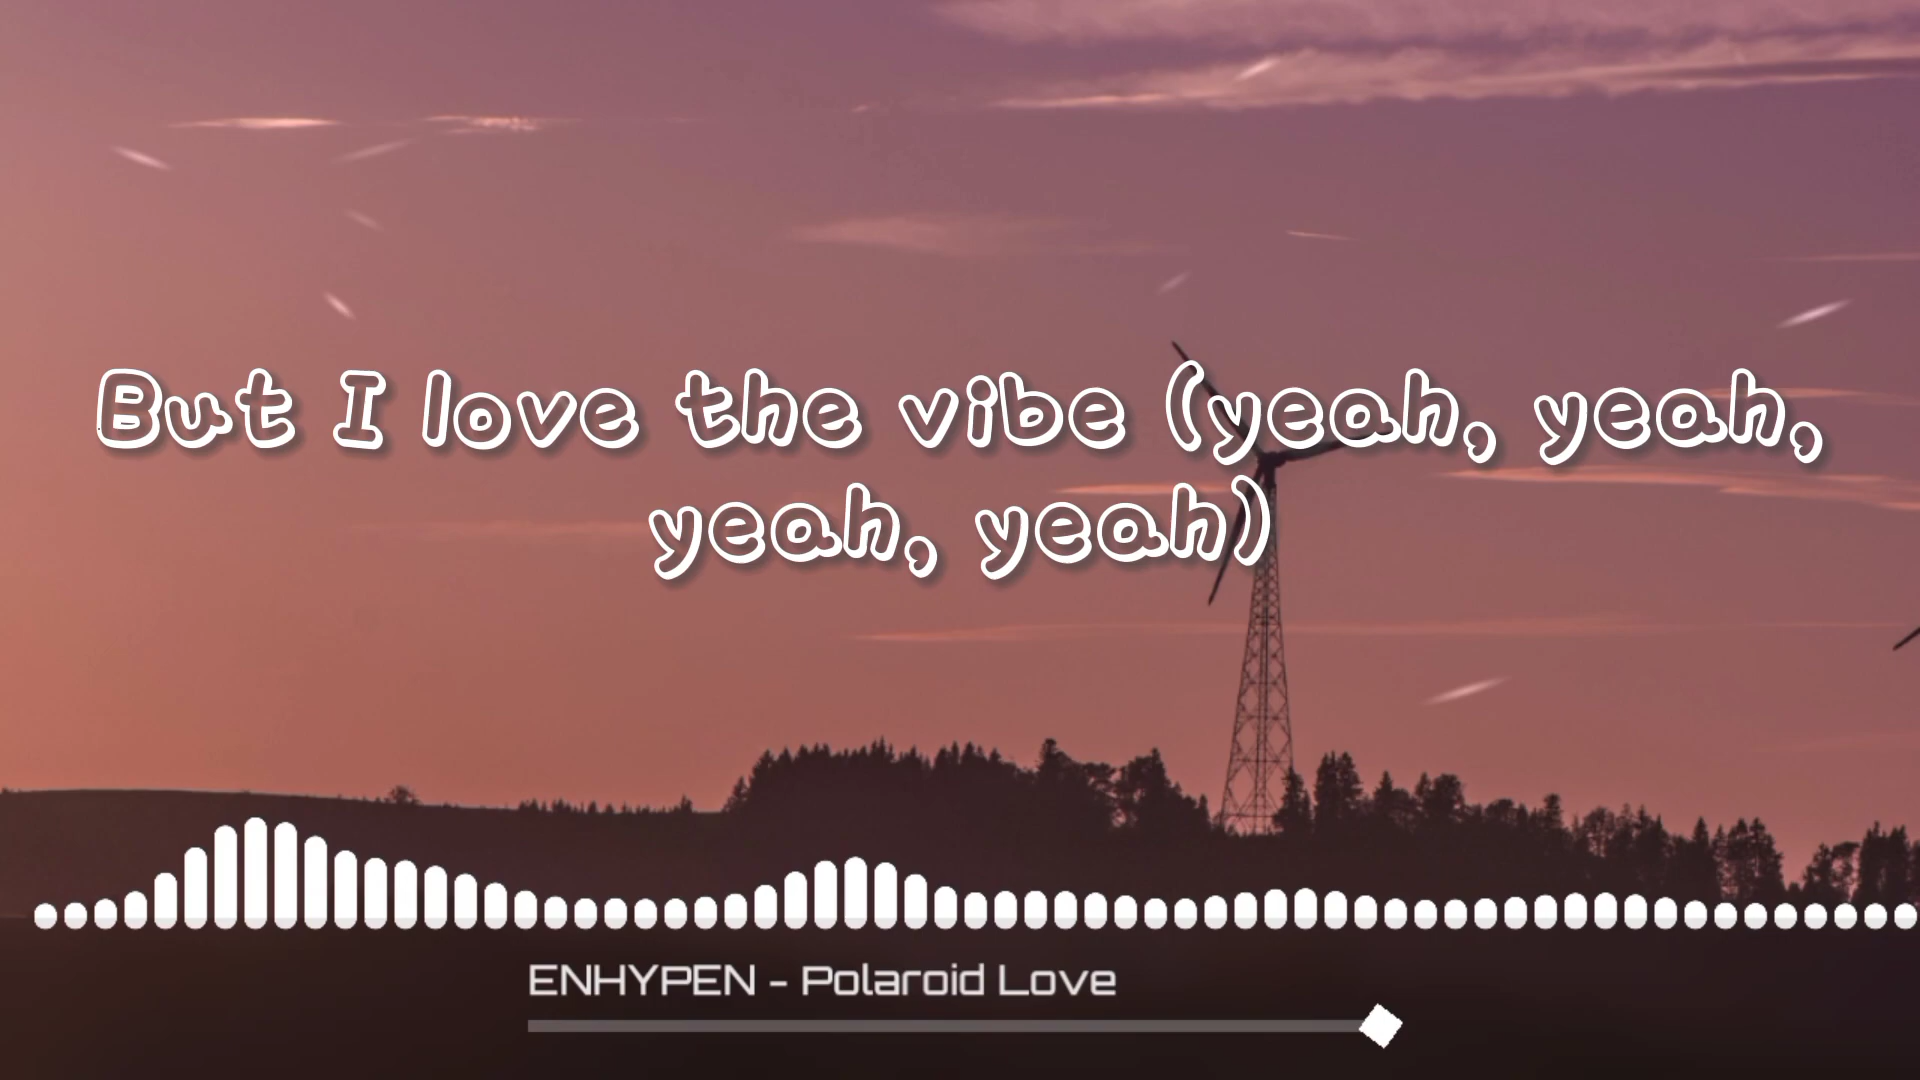 But I love the vibe (yeah, yeah,
yeah, yeah)
ENHYPEN - Polaroid Love